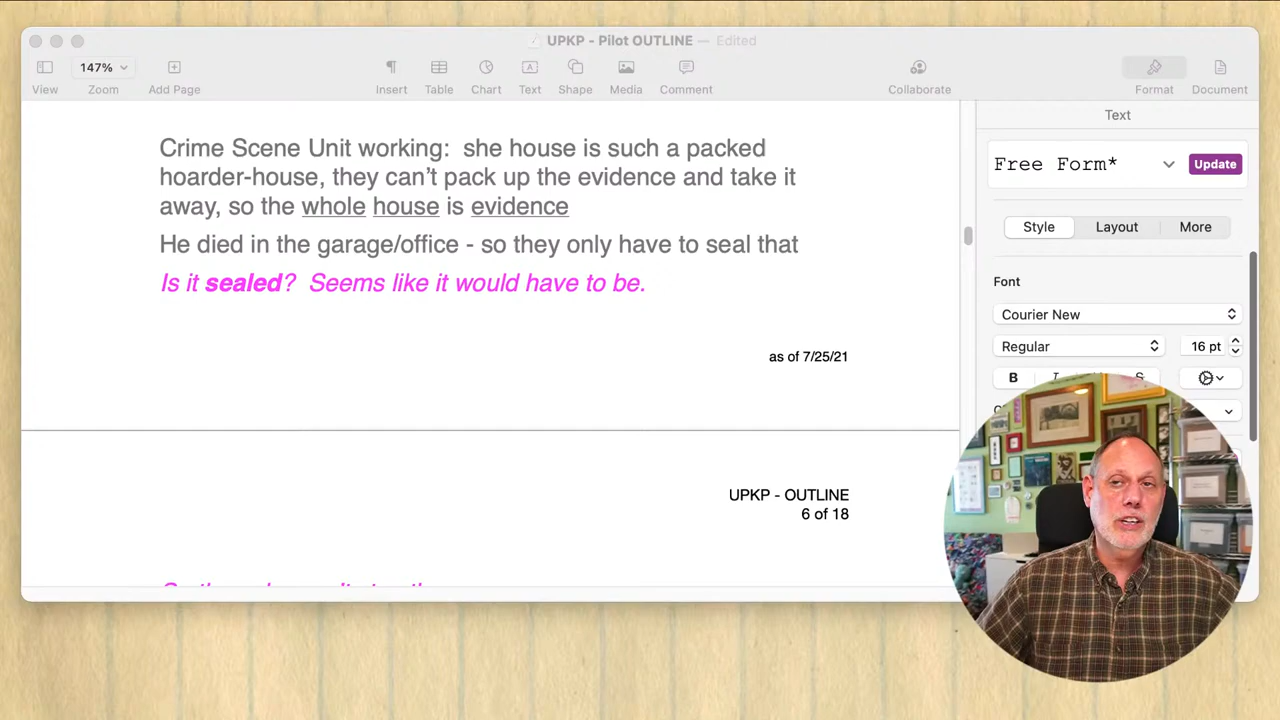 UPKP - Pilot OUTLINE — Edited
147%
View
Zoom
Add Page
Insert
Table
Chart
Text
Shape
Media
Comment
Collaborate
Format
Document
Crime Scene Unit working:  she house is such a packed
hoarder-house, they can’t pack up the evidence and take it
away, so the whole house is evidence
He died in the garage/office - so they only have to seal that
Is it sealed?  Seems like it would have to be.
as of 7/25/21
UPKP - OUTLINE
6 of 18
Text
Free Form*
Update
Style
Layout
More
Font
Courier New
Regular
16 pt
B